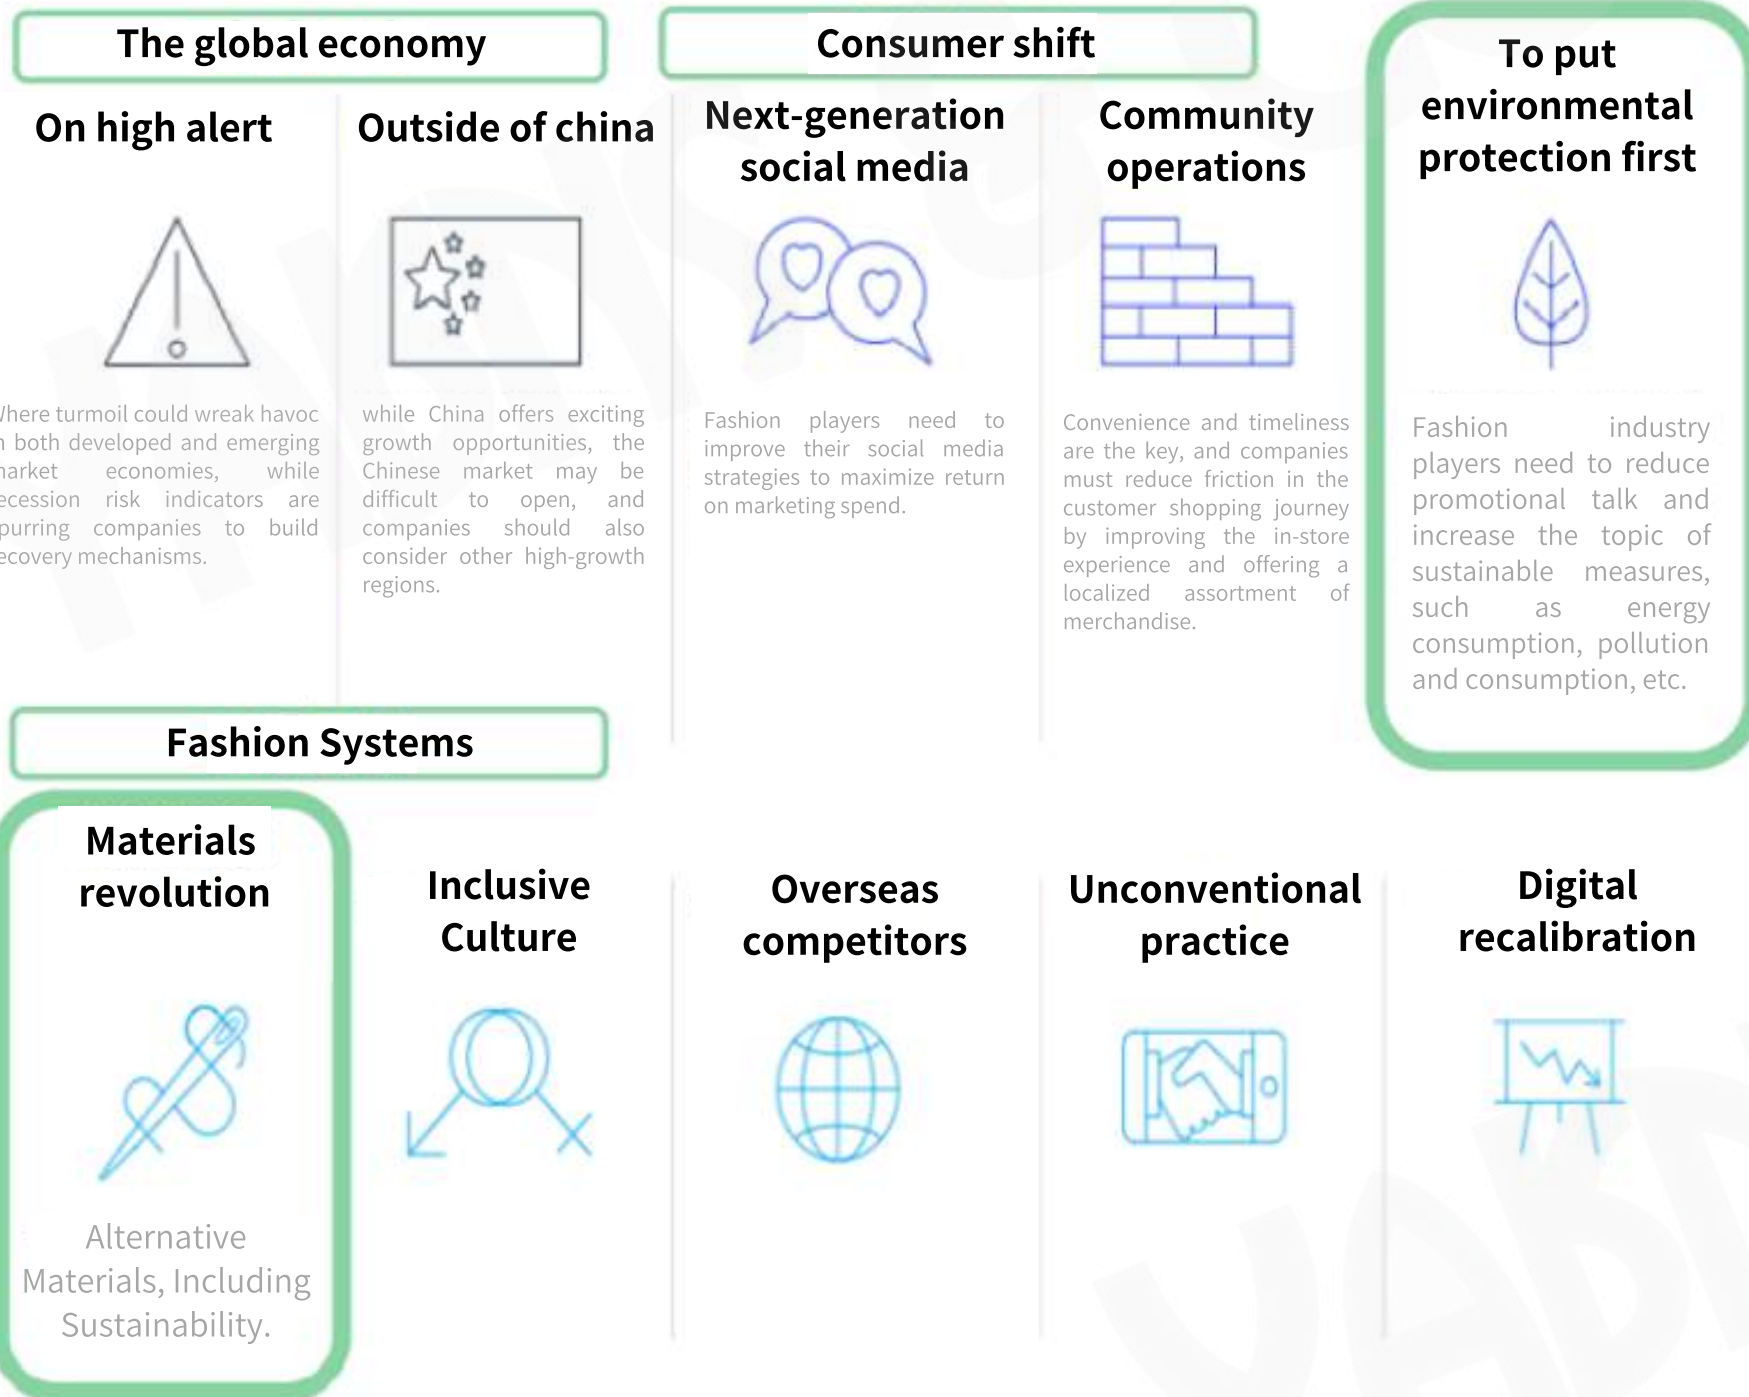 The global economy
Consumer shift
On high alert
Outside of china
Next-generation
social media
Community
operations
To put
environmental
protection first
where turmoil could wreak havoc
both developed and emerging
economies, while
risk indicators are
companies to build
mechanisms.
while China offers exciting
growth opportunities, the
Chinese market may be
difficult to open, and
companies should also
consider other high-growth
regions.
Fashion players need to
improve their social media
strategies to maximize return
on marketing spend.
Convenience and timeliness
are the key, and companies
must reduce friction in the
customer shopping journey
by improving the in-store
experience and offering a
localized assortment of
merchandise.
Fashion industry
players need to reduce
promotional talk and
increase the topic of
sustainable measures,
such as energy
consumption, pollution
and consumption, etc.
Fashion Systems
Materials
revolution
Inclusive
Culture
Overseas
competitors
Unconventional
practice
Digital
recalibration
Alternative
Materials, Including
Sustainability.